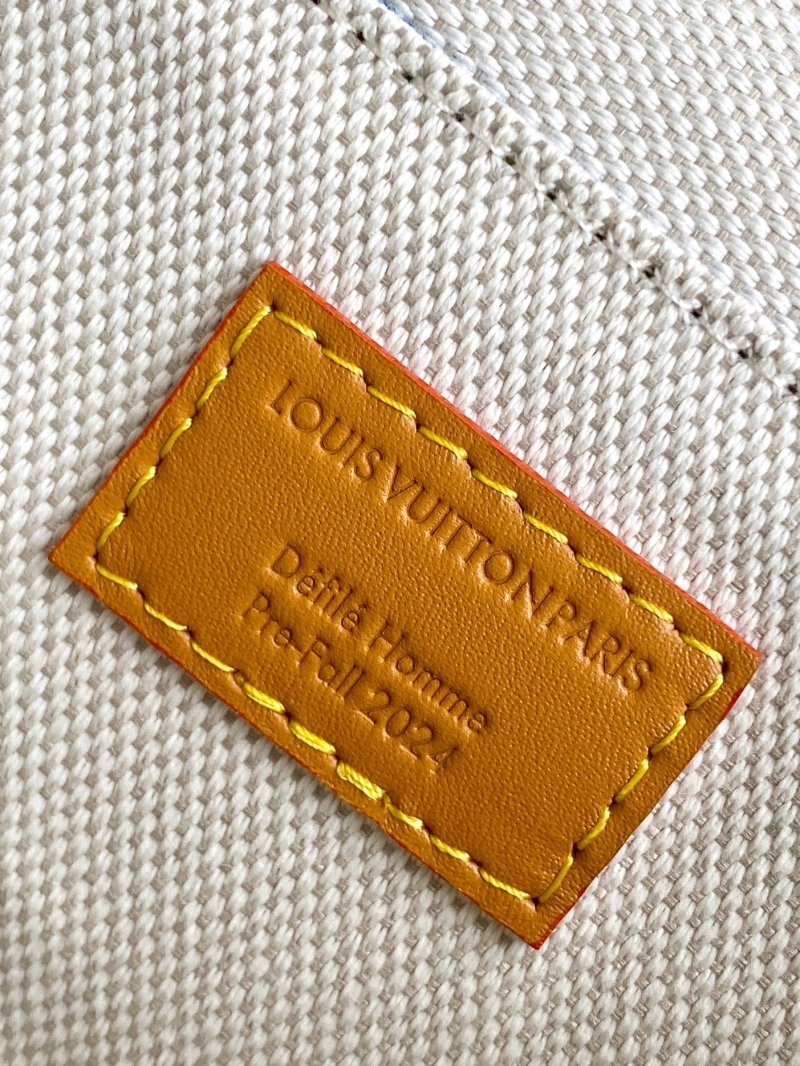 LOUIS VUITTON PARIS
Défilé Homme
Pre-Fall 2024